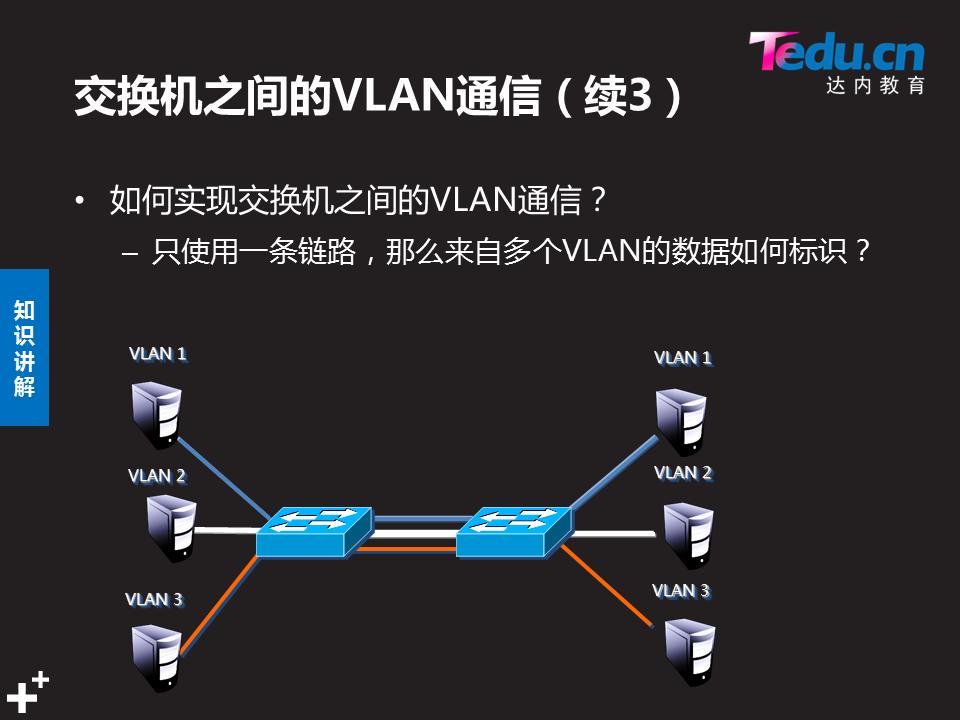 Tedu.cn
达内教育
交换机之间的VLAN通信（续3）
• 如何实现交换机之间的VLAN通信？
– 只使用一条链路，那么来自多个VLAN的数据如何标识？
知识讲解
VLAN 1
VLAN 1
VLAN 2
VLAN 2
VLAN 3
VLAN 3